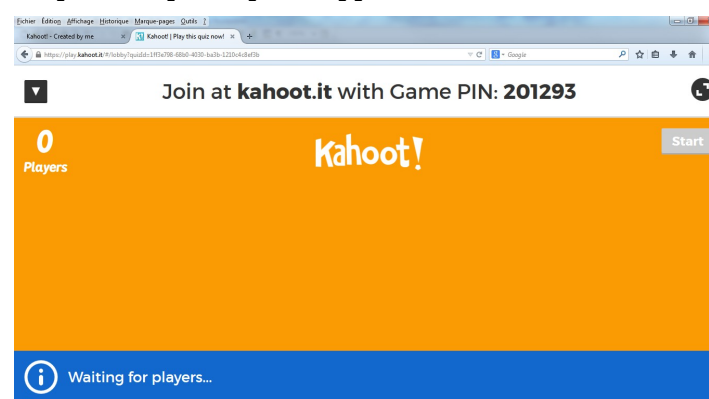 Fichier Édition Affichage Historique Marque-pages Outils ?
Kahoot! - Created by me × Kahoot! | Play this quiz now! × +
https://play.kahoot.it/#/lobby?quizId=1ff3e798-68b0-4030-ba3b-1210c4c8ef3b Google
Join at kahoot.it with Game PIN: 201293
0
Players
Kahoot!
Start
Waiting for players...